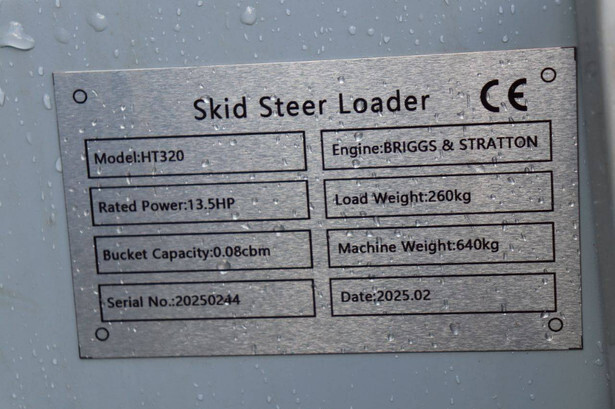 Skid Steer Loader CE
Model:HT320
Engine:BRIGGS & STRATTON
Rated Power:13.5HP
Load Weight:260kg
Bucket Capacity:0.08cbm
Machine Weight:640kg
Serial No.:20250244
Date:2025.02